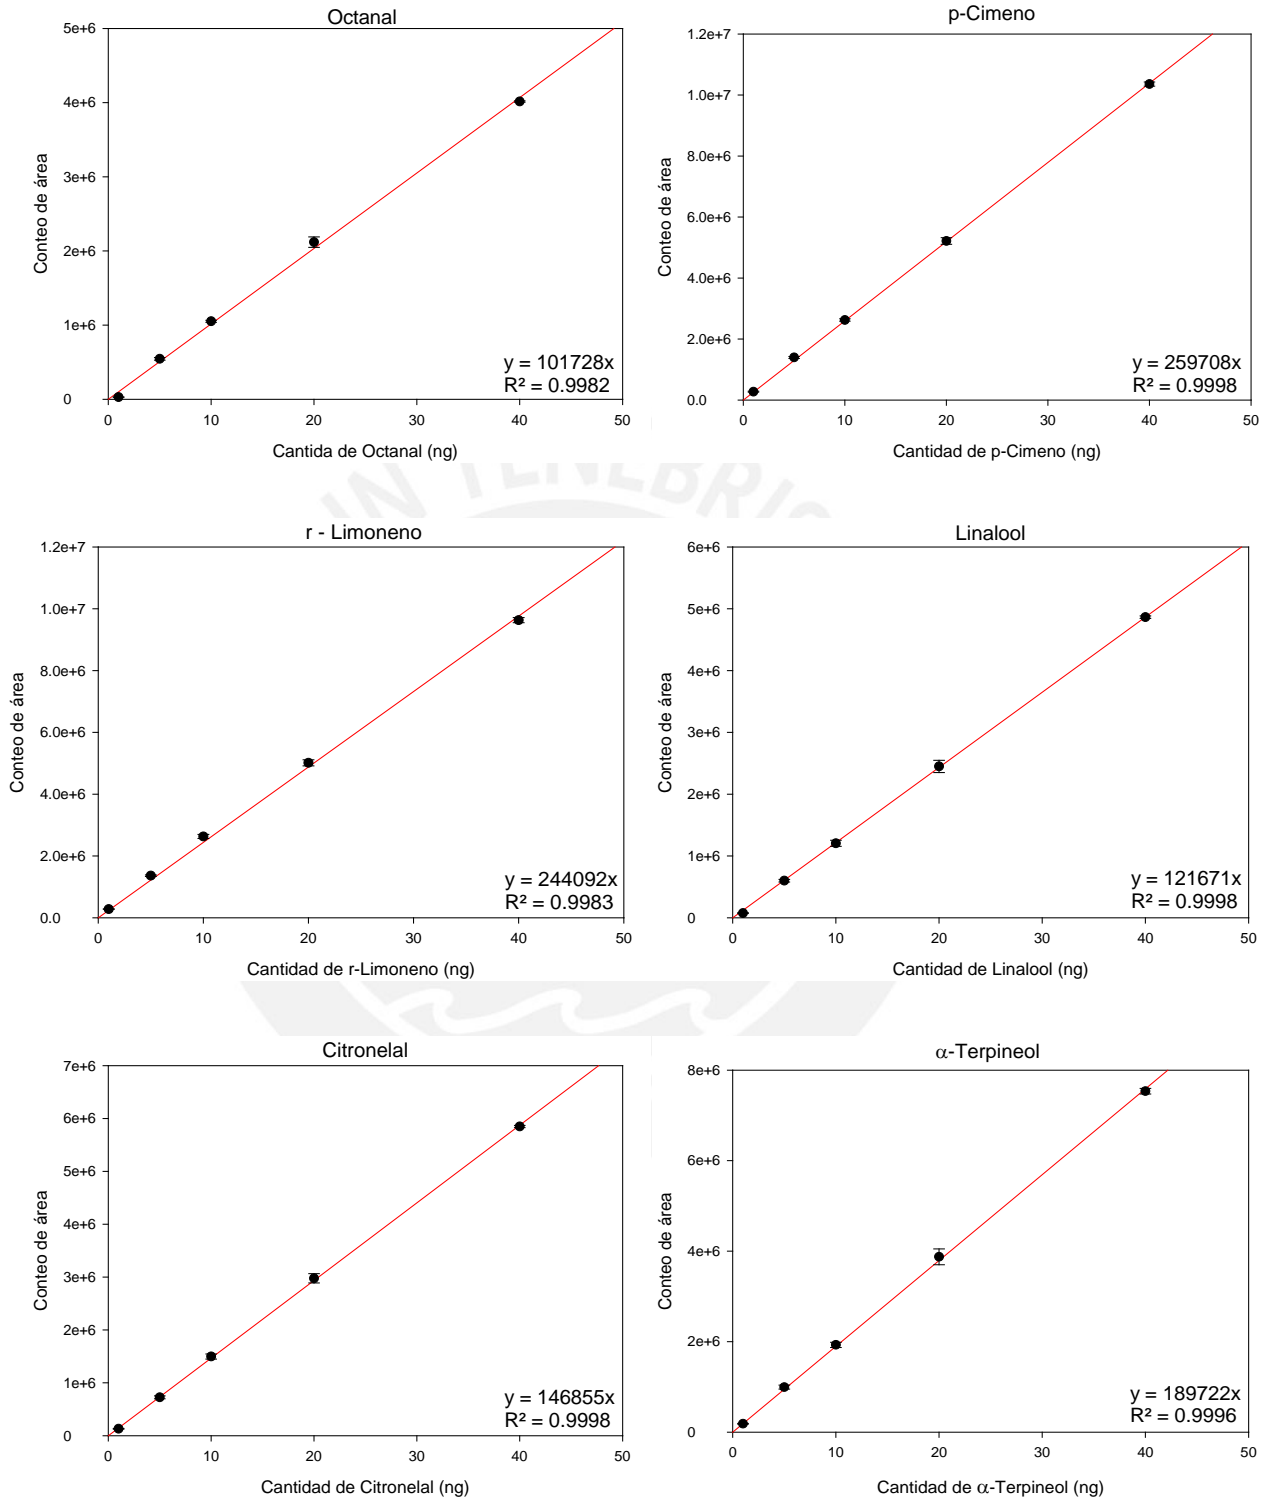 Octanal
5e+6
4e+6
3e+6
2e+6
1e+6
0
Conteo de área
y = 101728x
R² = 0.9982
0 10 20 30 40 50
Cantida de Octanal (ng)
p-Cimeno
1.2e+7
1.0e+7
8.0e+6
6.0e+6
4.0e+6
2.0e+6
0.0
Conteo de área
y = 259708x
R² = 0.9998
0 10 20 30 40 50
Cantidad de p-Cimeno (ng)
IN TENEBRIS
r - Limoneno
1.2e+7
1.0e+7
8.0e+6
6.0e+6
4.0e+6
2.0e+6
0.0
Conteo de área
y = 244092x
R² = 0.9983
0 10 20 30 40 50
Cantidad de r-Limoneno (ng)
Linalool
6e+6
5e+6
4e+6
3e+6
2e+6
1e+6
0
Conteo de área
y = 121671x
R² = 0.9998
0 10 20 30 40 50
Cantidad de Linalool (ng)
Citronelal
7e+6
6e+6
5e+6
4e+6
3e+6
2e+6
1e+6
0
Conteo de área
y = 146855x
R² = 0.9998
0 10 20 30 40 50
Cantidad de Citronelal (ng)
α-Terpineol
8e+6
6e+6
4e+6
2e+6
0
Conteo de área
y = 189722x
R² = 0.9996
0 10 20 30 40 50
Cantidad de α-Terpineol (ng)